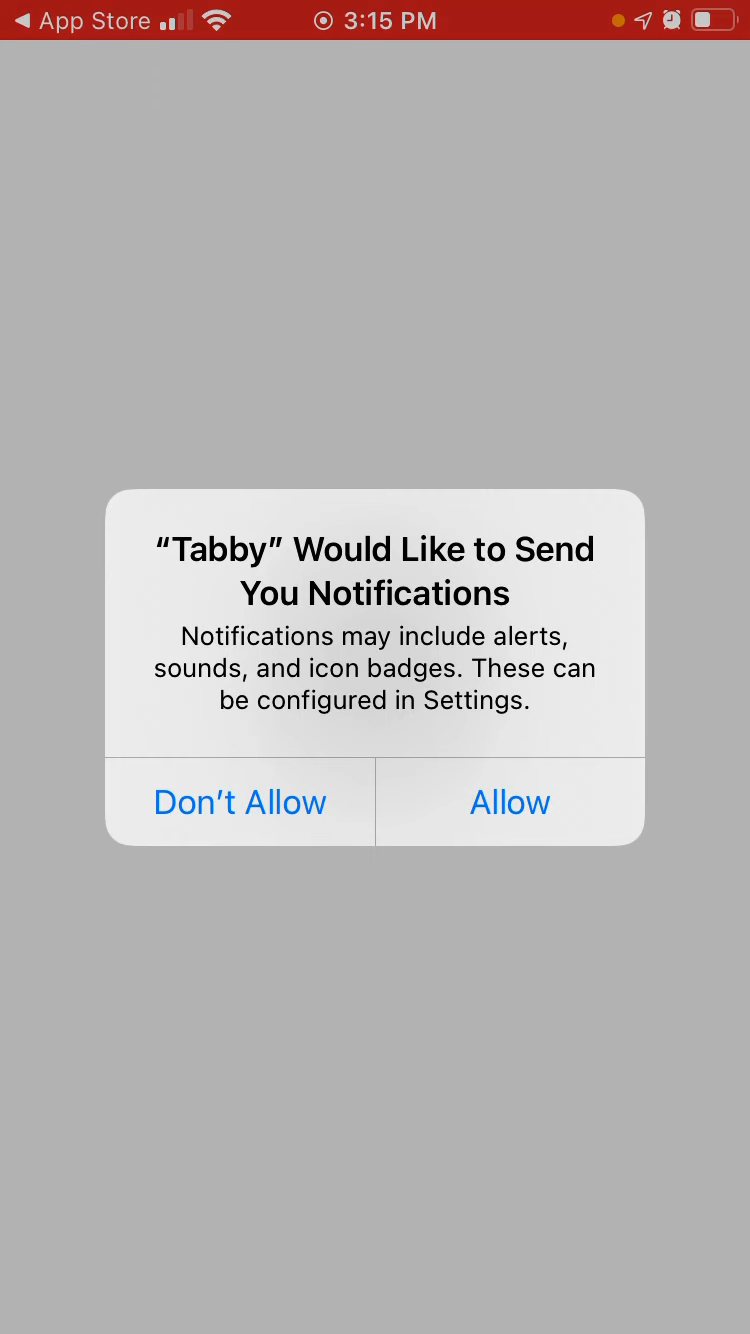 App Store 3:15 PM
“Tabby” Would Like to Send
You Notifications
Notifications may include alerts,
sounds, and icon badges. These can
be configured in Settings.
Don’t Allow Allow